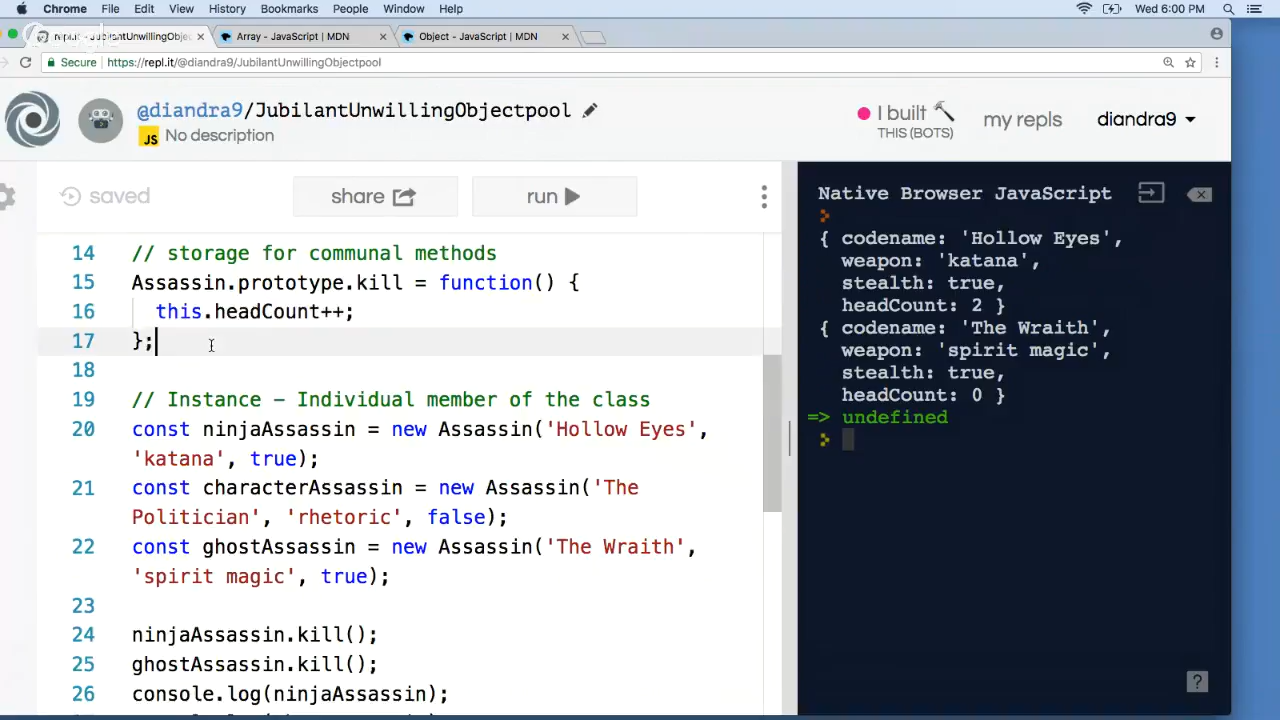 Chrome File Edit View History Bookmarks People Window Help Wed 6:00 PM
Array - JavaScript | MDN
Object - JavaScript | MDN
Secure https://repl.it/@diandra9/JubilantUnwillingObjectpool
@diandra9/JubilantUnwillingObjectpool
JS No description
I built
THIS (BOTS)
my repls
diandra9
saved
share
run
14 // storage for communal methods
15 Assassin.prototype.kill = function() {
16 this.headCount++;
17 };
18
19 // Instance - Individual member of the class
20 const ninjaAssassin = new Assassin('Hollow Eyes',
'katana', true);
21 const characterAssassin = new Assassin('The
Politician', 'rhetoric', false);
22 const ghostAssassin = new Assassin('The Wraith',
'spirit magic', true);
23
24 ninjaAssassin.kill();
25 ghostAssassin.kill();
26 console.log(ninjaAssassin);
Native Browser JavaScript
{ codename: 'Hollow Eyes',
weapon: 'katana',
stealth: true,
headCount: 2 }
{ codename: 'The Wraith',
weapon: 'spirit magic',
stealth: true,
headCount: 0 }
=> undefined
?